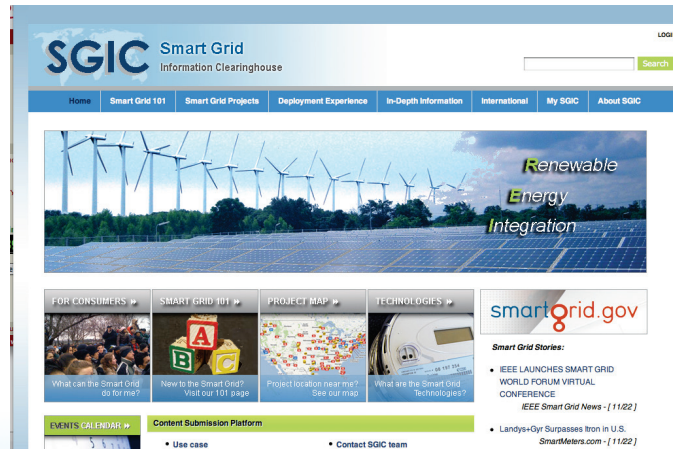 SGIC Smart Grid
Information Clearinghouse
LOGI
Search
Home Smart Grid 101 Smart Grid Projects Deployment Experience In-Depth Information International My SGIC About SGIC
Renewable
Energy
Integration
FOR CONSUMERS »
What can the Smart Grid
do for me?
SMART GRID 101 »
A
B C
New to the Smart Grid?
Visit our 101 page
PROJECT MAP »
Project location near me?
See our map
TECHNOLOGIES »
What are the Smart Grid
Technologies?
smartgrid.gov
Smart Grid Stories:
• IEEE LAUNCHES SMART GRID
WORLD FORUM VIRTUAL
CONFERENCE
IEEE Smart Grid News - [ 11/22 ]
• Landys+Gyr Surpasses Itron in U.S.
SmartMeters.com - [ 11/22 ]
EVENTS CALENDAR »
Content Submission Platform
• Use case
• Contact SGIC team